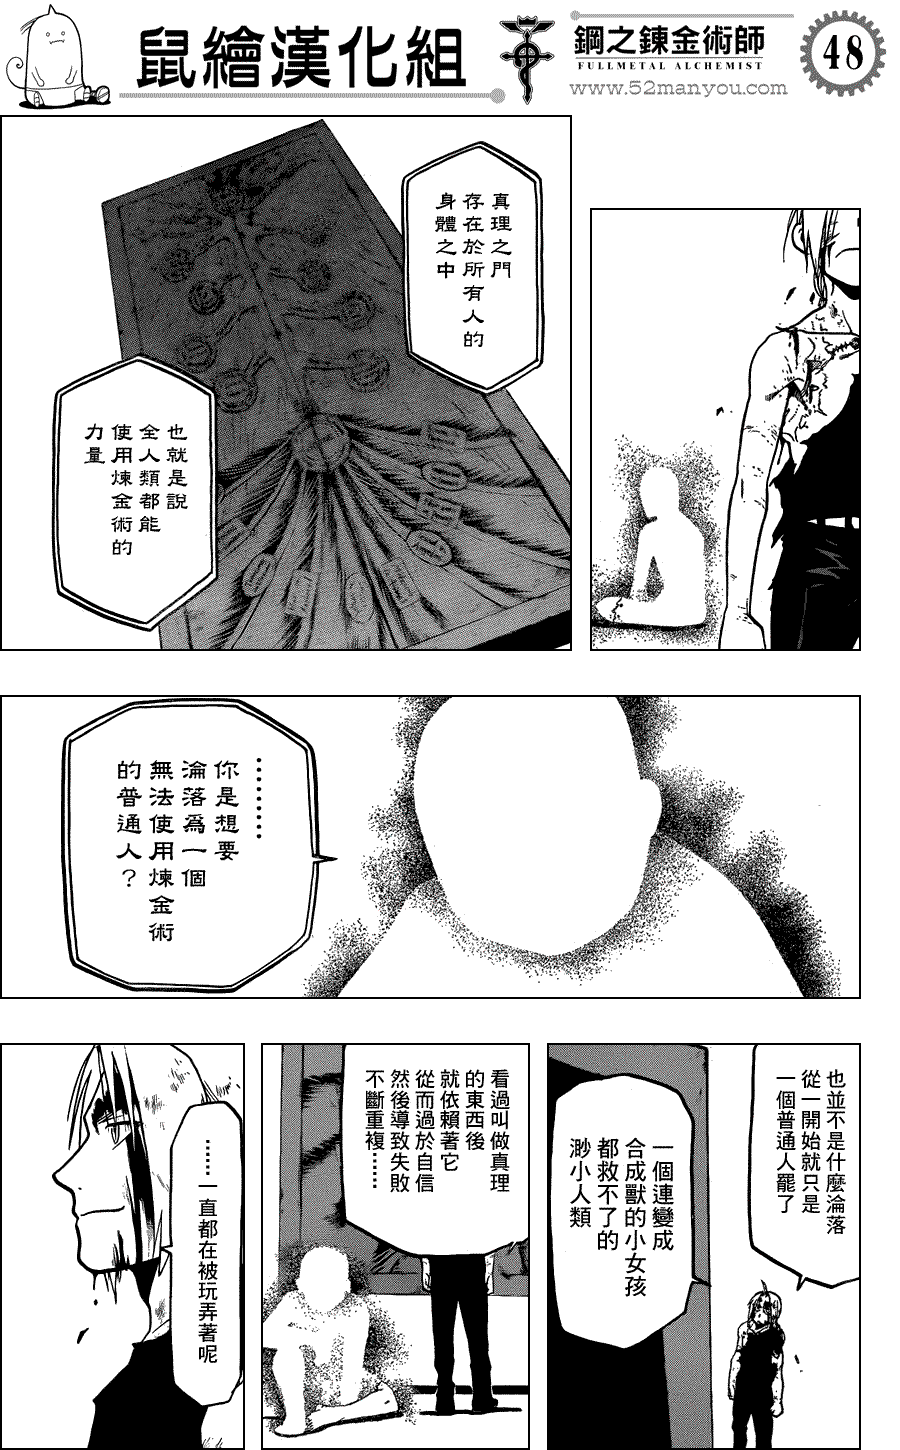 鼠繪漢化組
鋼之鍊金術師
FULLMETAL ALCHEMIST
www.52manyou.com
48
真理之門
存在於所有人的
身體之中
也就是說
全人類都能
使用煉金術的
力量
………
你是想要
淪落爲一個
無法使用煉金術
的普通人？
也並不是什麼淪落
從一開始就只是
一個普通人罷了
一個連變成
合成獸的小女孩
都救不了的
渺小人類
看過叫做真理
的東西後
就依賴著它
從而過於自信
然後導致失敗
不斷重複……
……一直都在被玩弄著呢